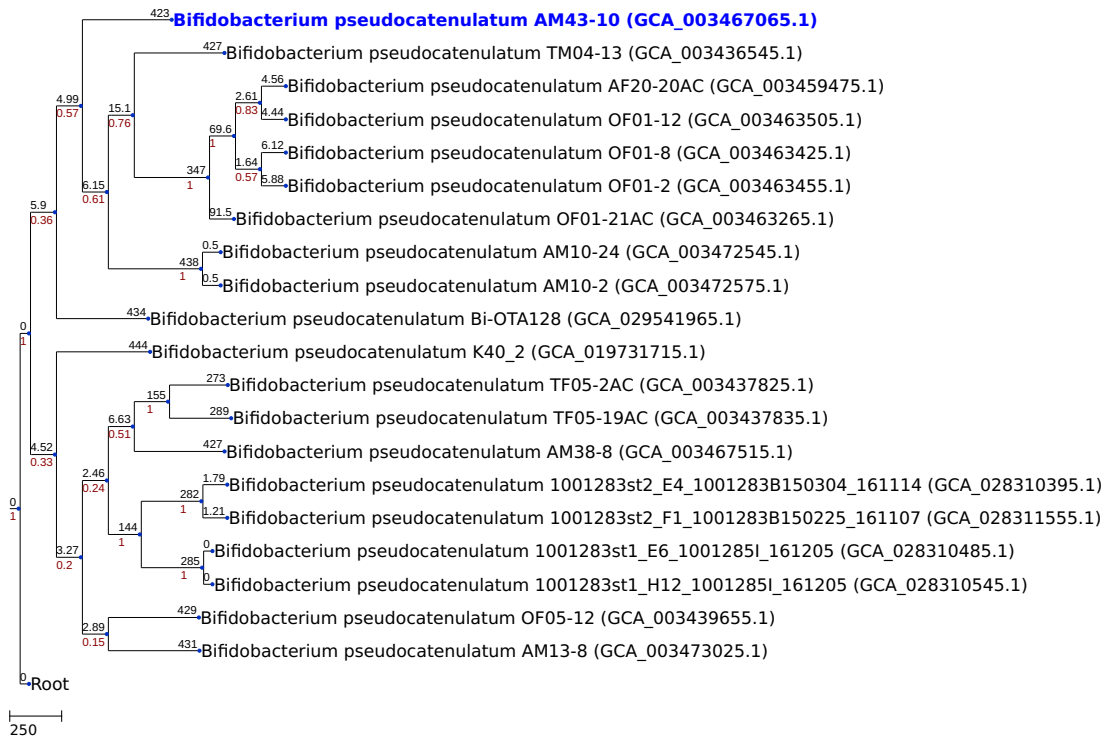 423 Bifidobacterium pseudocatenulatum AM43-10 (GCA_003467065.1)
427 Bifidobacterium pseudocatenulatum TM04-13 (GCA_003436545.1)
4.56 Bifidobacterium pseudocatenulatum AF20-20AC (GCA_003459475.1)
2.61
4.99 15.1 0.83 4.44 Bifidobacterium pseudocatenulatum OF01-12 (GCA_003463505.1)
0.57 0.76
69.6
1
6.12 Bifidobacterium pseudocatenulatum OF01-8 (GCA_003463425.1)
1.64
347 0.57 5.88 Bifidobacterium pseudocatenulatum OF01-2 (GCA_003463455.1)
6.15 1
0.61
5.9 91.5 Bifidobacterium pseudocatenulatum OF01-21AC (GCA_003463265.1)
0.36
0.5 Bifidobacterium pseudocatenulatum AM10-24 (GCA_003472545.1)
438
1
0.5 Bifidobacterium pseudocatenulatum AM10-2 (GCA_003472575.1)
434 Bifidobacterium pseudocatenulatum Bi-OTA128 (GCA_029541965.1)
0
1
444 Bifidobacterium pseudocatenulatum K40_2 (GCA_019731715.1)
273 Bifidobacterium pseudocatenulatum TF05-2AC (GCA_003437825.1)
155
1
289 Bifidobacterium pseudocatenulatum TF05-19AC (GCA_003437835.1)
6.63
0.51
4.52 427 Bifidobacterium pseudocatenulatum AM38-8 (GCA_003467515.1)
0.33
2.46 1.79 Bifidobacterium pseudocatenulatum 1001283st2_E4_1001283B150304_161114 (GCA_028310395.1)
0.24
282
1
0 1.21 Bifidobacterium pseudocatenulatum 1001283st2_F1_1001283B150225_161107 (GCA_028311555.1)
1
144
1
3.27 0 Bifidobacterium pseudocatenulatum 1001283st1_E6_1001285I_161205 (GCA_028310485.1)
0.2
285
1
0 Bifidobacterium pseudocatenulatum 1001283st1_H12_1001285I_161205 (GCA_028310545.1)
429 Bifidobacterium pseudocatenulatum OF05-12 (GCA_003439655.1)
2.89
0.15
431 Bifidobacterium pseudocatenulatum AM13-8 (GCA_003473025.1)
0 Root
250